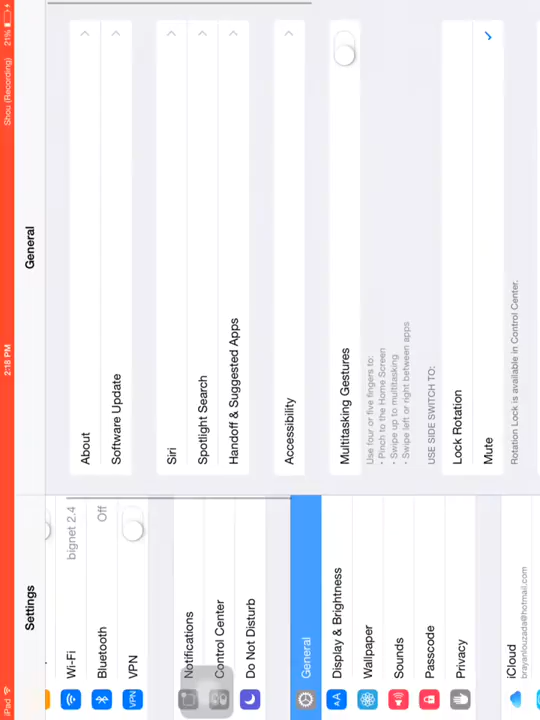 iPad
2:18 PM
Shou (Recording)
21%
Settings
Wi-Fi
bignet 2.4
Bluetooth
Off
VPN
VPN
Notifications
Control Center
Do Not Disturb
General
AA
Display & Brightness
Wallpaper
Sounds
Passcode
Privacy
iCloud
brayanlouzada@hotmail.com
General
About
Software Update
Siri
Spotlight Search
Handoff & Suggested Apps
Accessibility
Multitasking Gestures
Use four or five fingers to:
• Pinch to the Home Screen
• Swipe up to multitasking
• Swipe left or right between apps
USE SIDE SWITCH TO:
Lock Rotation
Mute
Rotation Lock is available in Control Center.